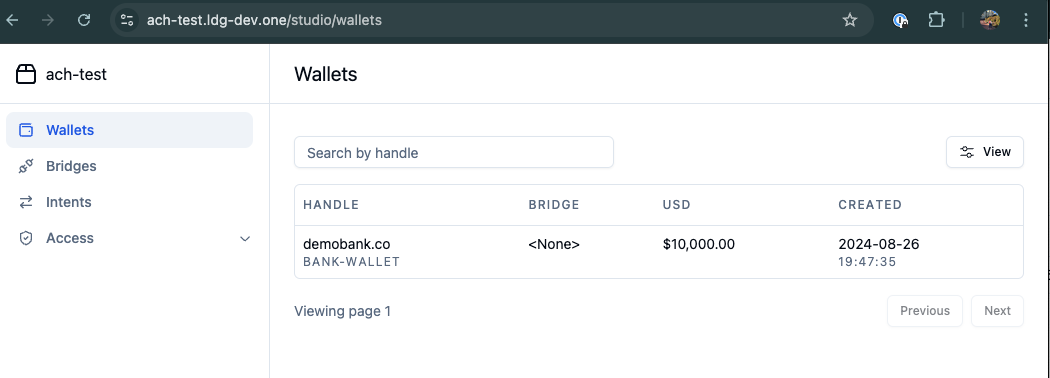 ach-test.ldg-dev.one/studio/wallets
ach-test
Wallets
Bridges
Intents
Access
Wallets
Search by handle
View
HANDLE BRIDGE USD CREATED
demobank.co <None> $10,000.00 2024-08-26
BANK-WALLET 19:47:35
Viewing page 1
Previous Next